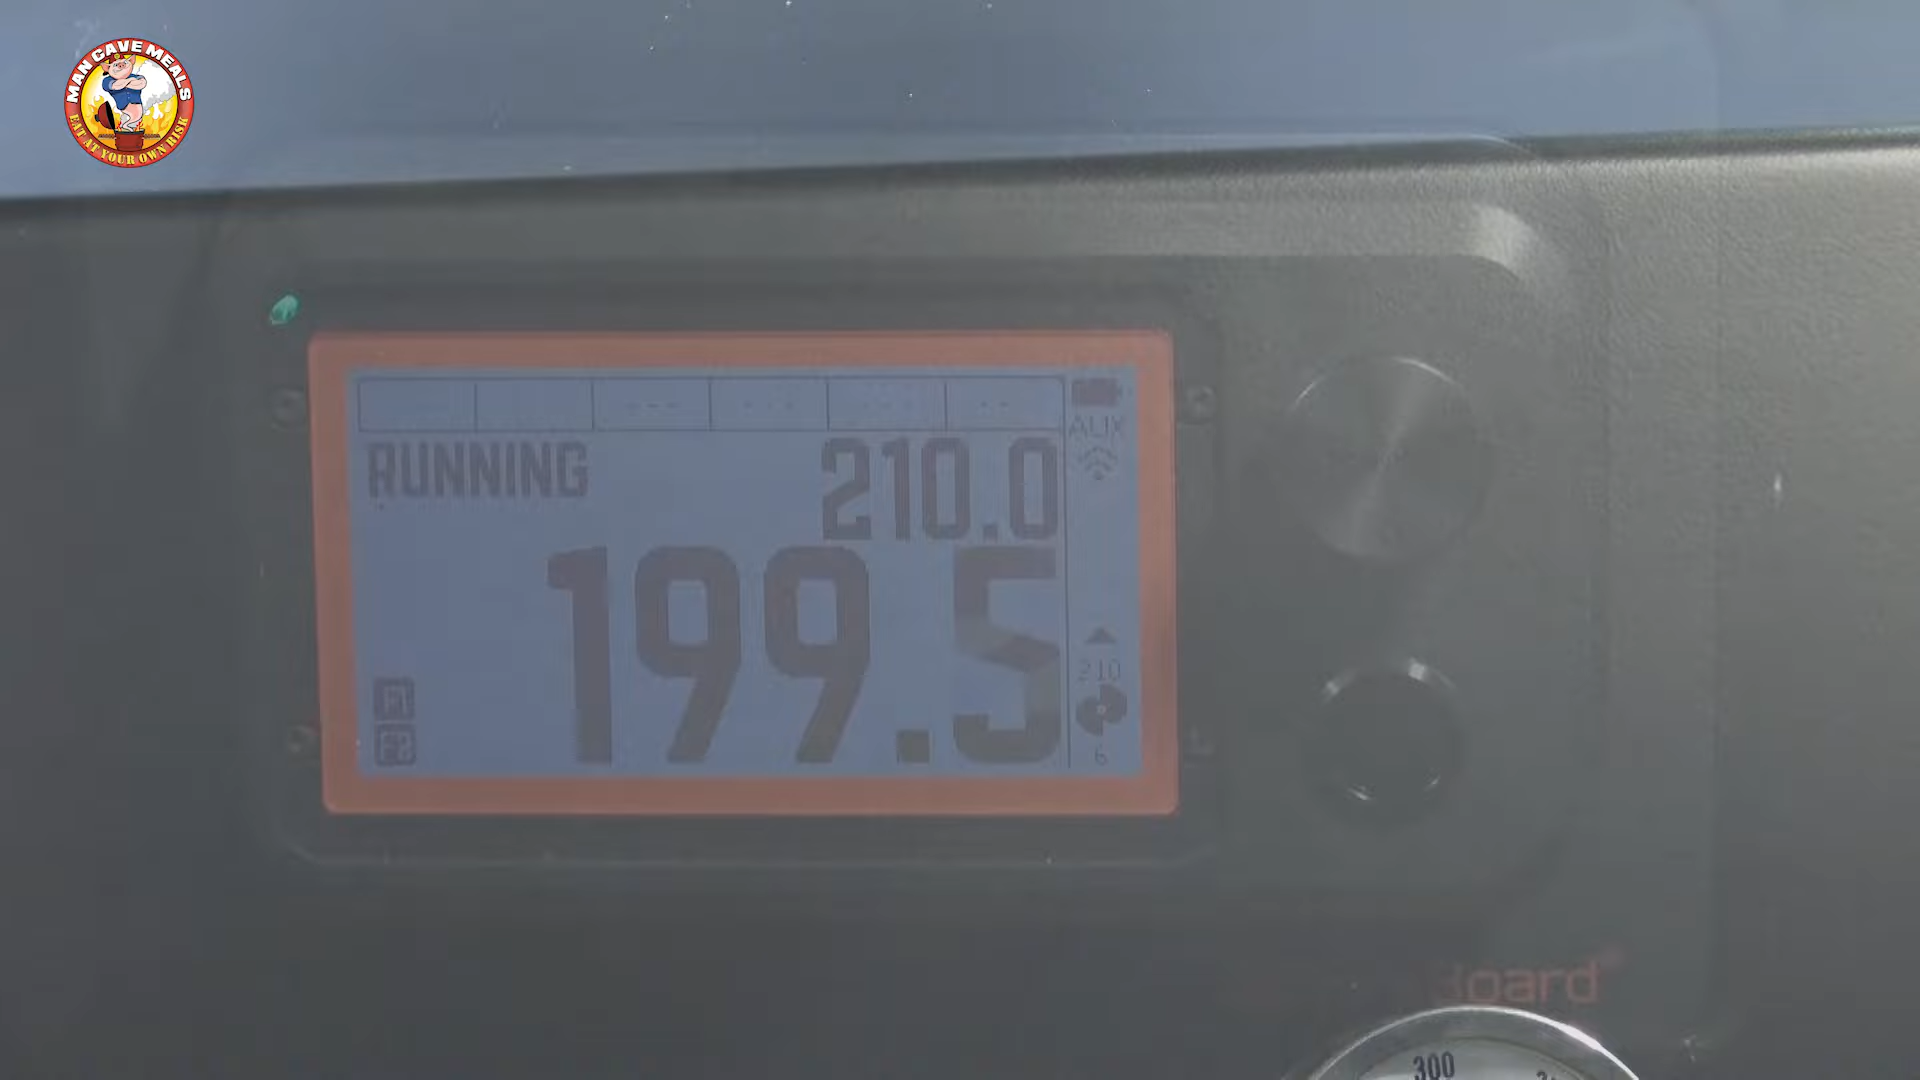 MAN CAVE MEALS
EAT AT YOUR OWN RISK
--- --- --- ---
AUX
RUNNING 210.0
199.5
210
F1
F2
6
Board
300